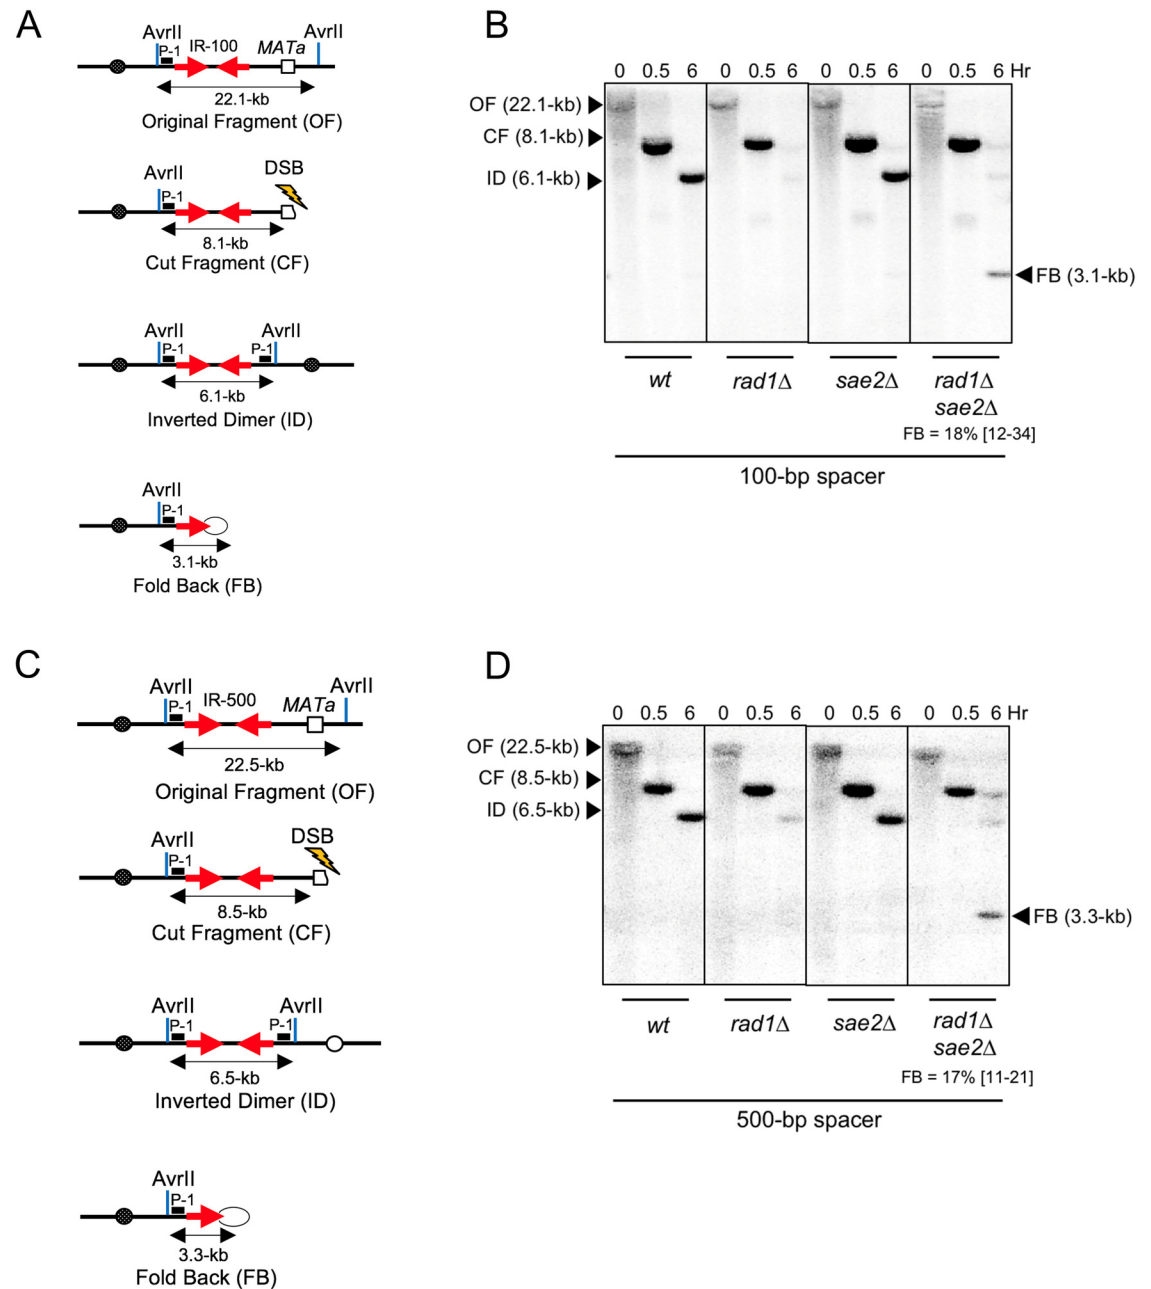 A
AvrII
AvrII
P-1
IR-100
MATa
22.1-kb
Original Fragment (OF)
AvrII
DSB
P-1
8.1-kb
Cut Fragment (CF)
AvrII
AvrII
P-1
P-1
6.1-kb
Inverted Dimer (ID)
AvrII
P-1
3.1-kb
Fold Back (FB)
B
0 0.5 6 0 0.5 6 0 0.5 6 0 0.5 6 Hr
OF (22.1-kb)
CF (8.1-kb)
ID (6.1-kb)
FB (3.1-kb)
wt rad1Δ sae2Δ rad1Δ
sae2Δ
FB = 18% [12-34]
100-bp spacer
C
AvrII
AvrII
P-1
IR-500
MATa
22.5-kb
Original Fragment (OF)
AvrII
DSB
P-1
8.5-kb
Cut Fragment (CF)
AvrII
AvrII
P-1
P-1
6.5-kb
Inverted Dimer (ID)
AvrII
P-1
3.3-kb
Fold Back (FB)
D
0 0.5 6 0 0.5 6 0 0.5 6 0 0.5 6 Hr
OF (22.5-kb)
CF (8.5-kb)
ID (6.5-kb)
FB (3.3-kb)
wt rad1Δ sae2Δ rad1Δ
sae2Δ
FB = 17% [11-21]
500-bp spacer